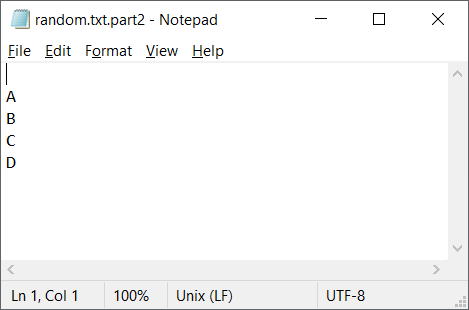 random.txt.part2 - Notepad
File Edit Format View Help
A
B
C
D
Ln 1, Col 1 100% Unix (LF) UTF-8